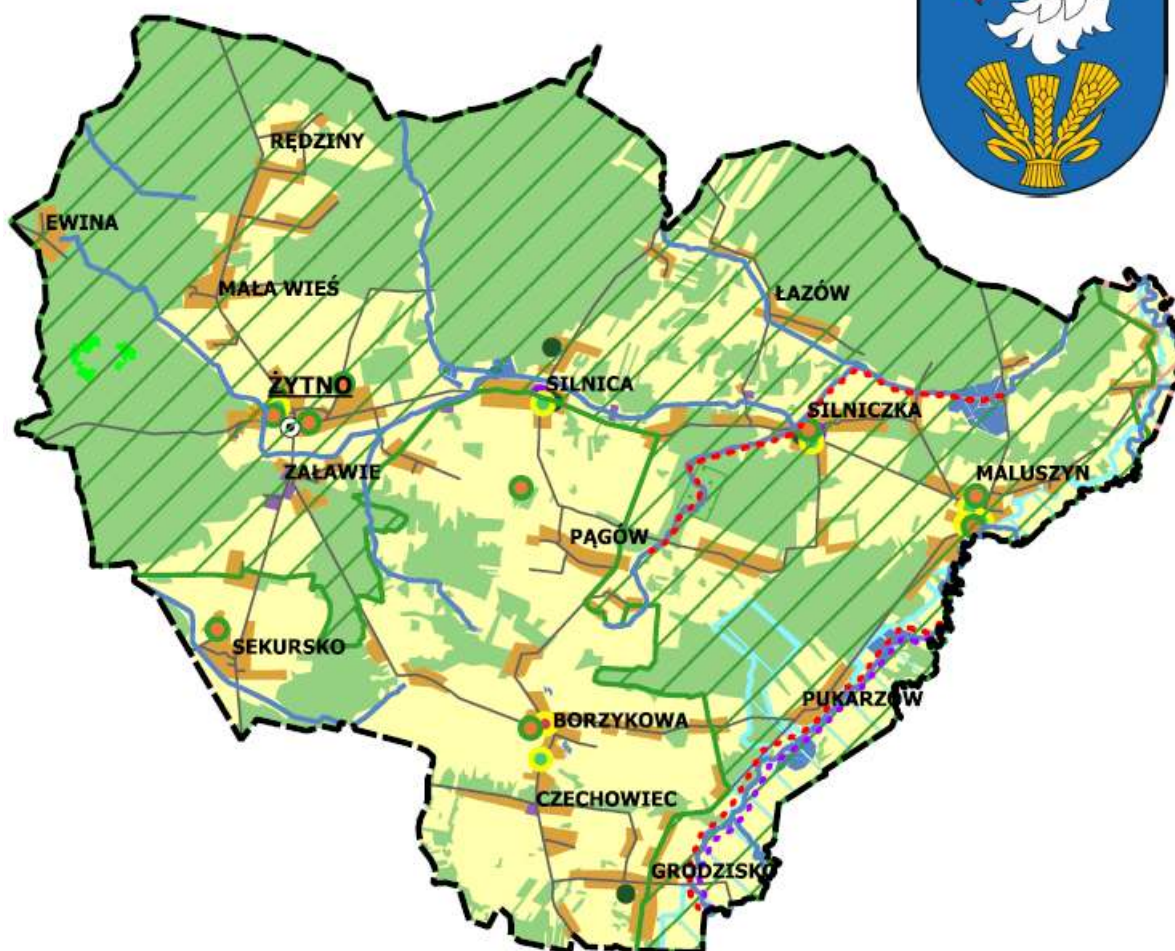 RĘDZINY
EWINA
MAŁA WIEŚ
ŁAZÓW
ŻYTNO
SILNICA
SILNICZKA
ZAŁAWIE
MALUSZYN
PĄGÓW
SEKURSKO
PUKARZÓW
BORZYKOWA
CZECHOWIEC
GRODZISKO